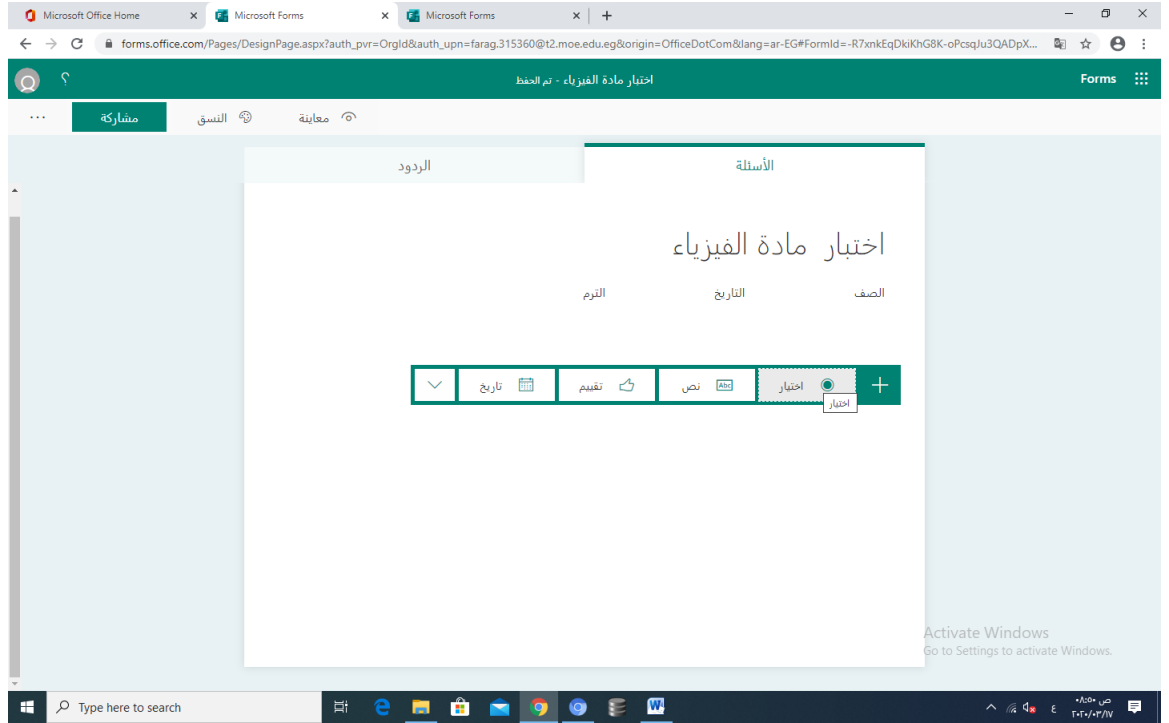 Microsoft Office Home
Microsoft Forms
Microsoft Forms
forms.office.com/Pages/DesignPage.aspx?auth_pvr=OrgId&auth_upn=farag.315360@t2.moe.edu.eg&origin=OfficeDotCom&lang=ar-EG#FormId=-R7xnkEqDkiKhG8K-oPcsqJu3QADpX...
Forms
اختبار مادة الفيزياء - تم الحفظ
؟
معاينة
النسق
مشاركة
...
الأسئلة
الردود
اختبار مادة الفيزياء
الصف التاريخ الترم
اختيار
Abc نص
تقييم
تاريخ
اختيار
Activate Windows
Go to Settings to activate Windows.
Type here to search
W
ع
٠٨:٥٠ ص
٢٠٢٠/٠٣/١٧